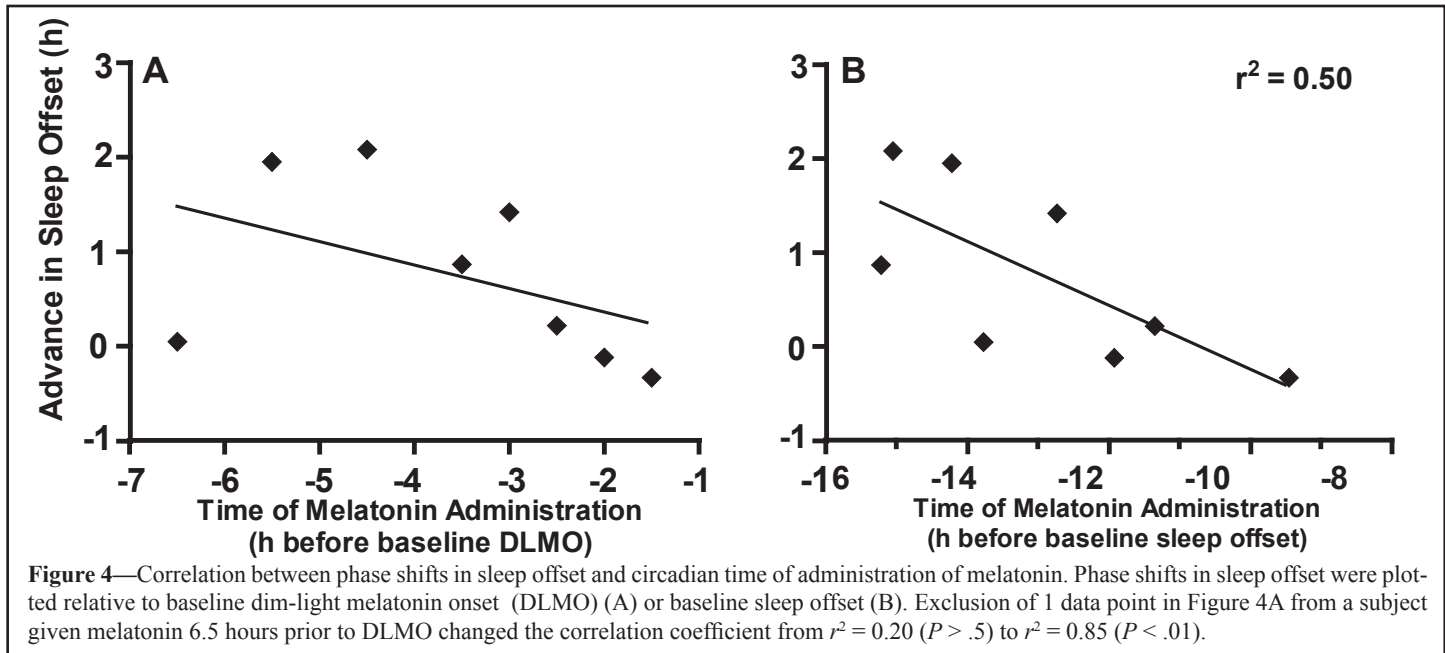 A
Advance in Sleep Offset (h)
3
2
1
0
-1
-7 -6 -5 -4 -3 -2 -1
Time of Melatonin Administration
(h before baseline DLMO)
B
r² = 0.50
3
2
1
0
-1
-16 -14 -12 -10 -8
Time of Melatonin Administration
(h before baseline sleep offset)
Figure 4—Correlation between phase shifts in sleep offset and circadian time of administration of melatonin. Phase shifts in sleep offset were plot-
ted relative to baseline dim-light melatonin onset (DLMO) (A) or baseline sleep offset (B). Exclusion of 1 data point in Figure 4A from a subject
given melatonin 6.5 hours prior to DLMO changed the correlation coefficient from r² = 0.20 (P > .5) to r² = 0.85 (P < .01).